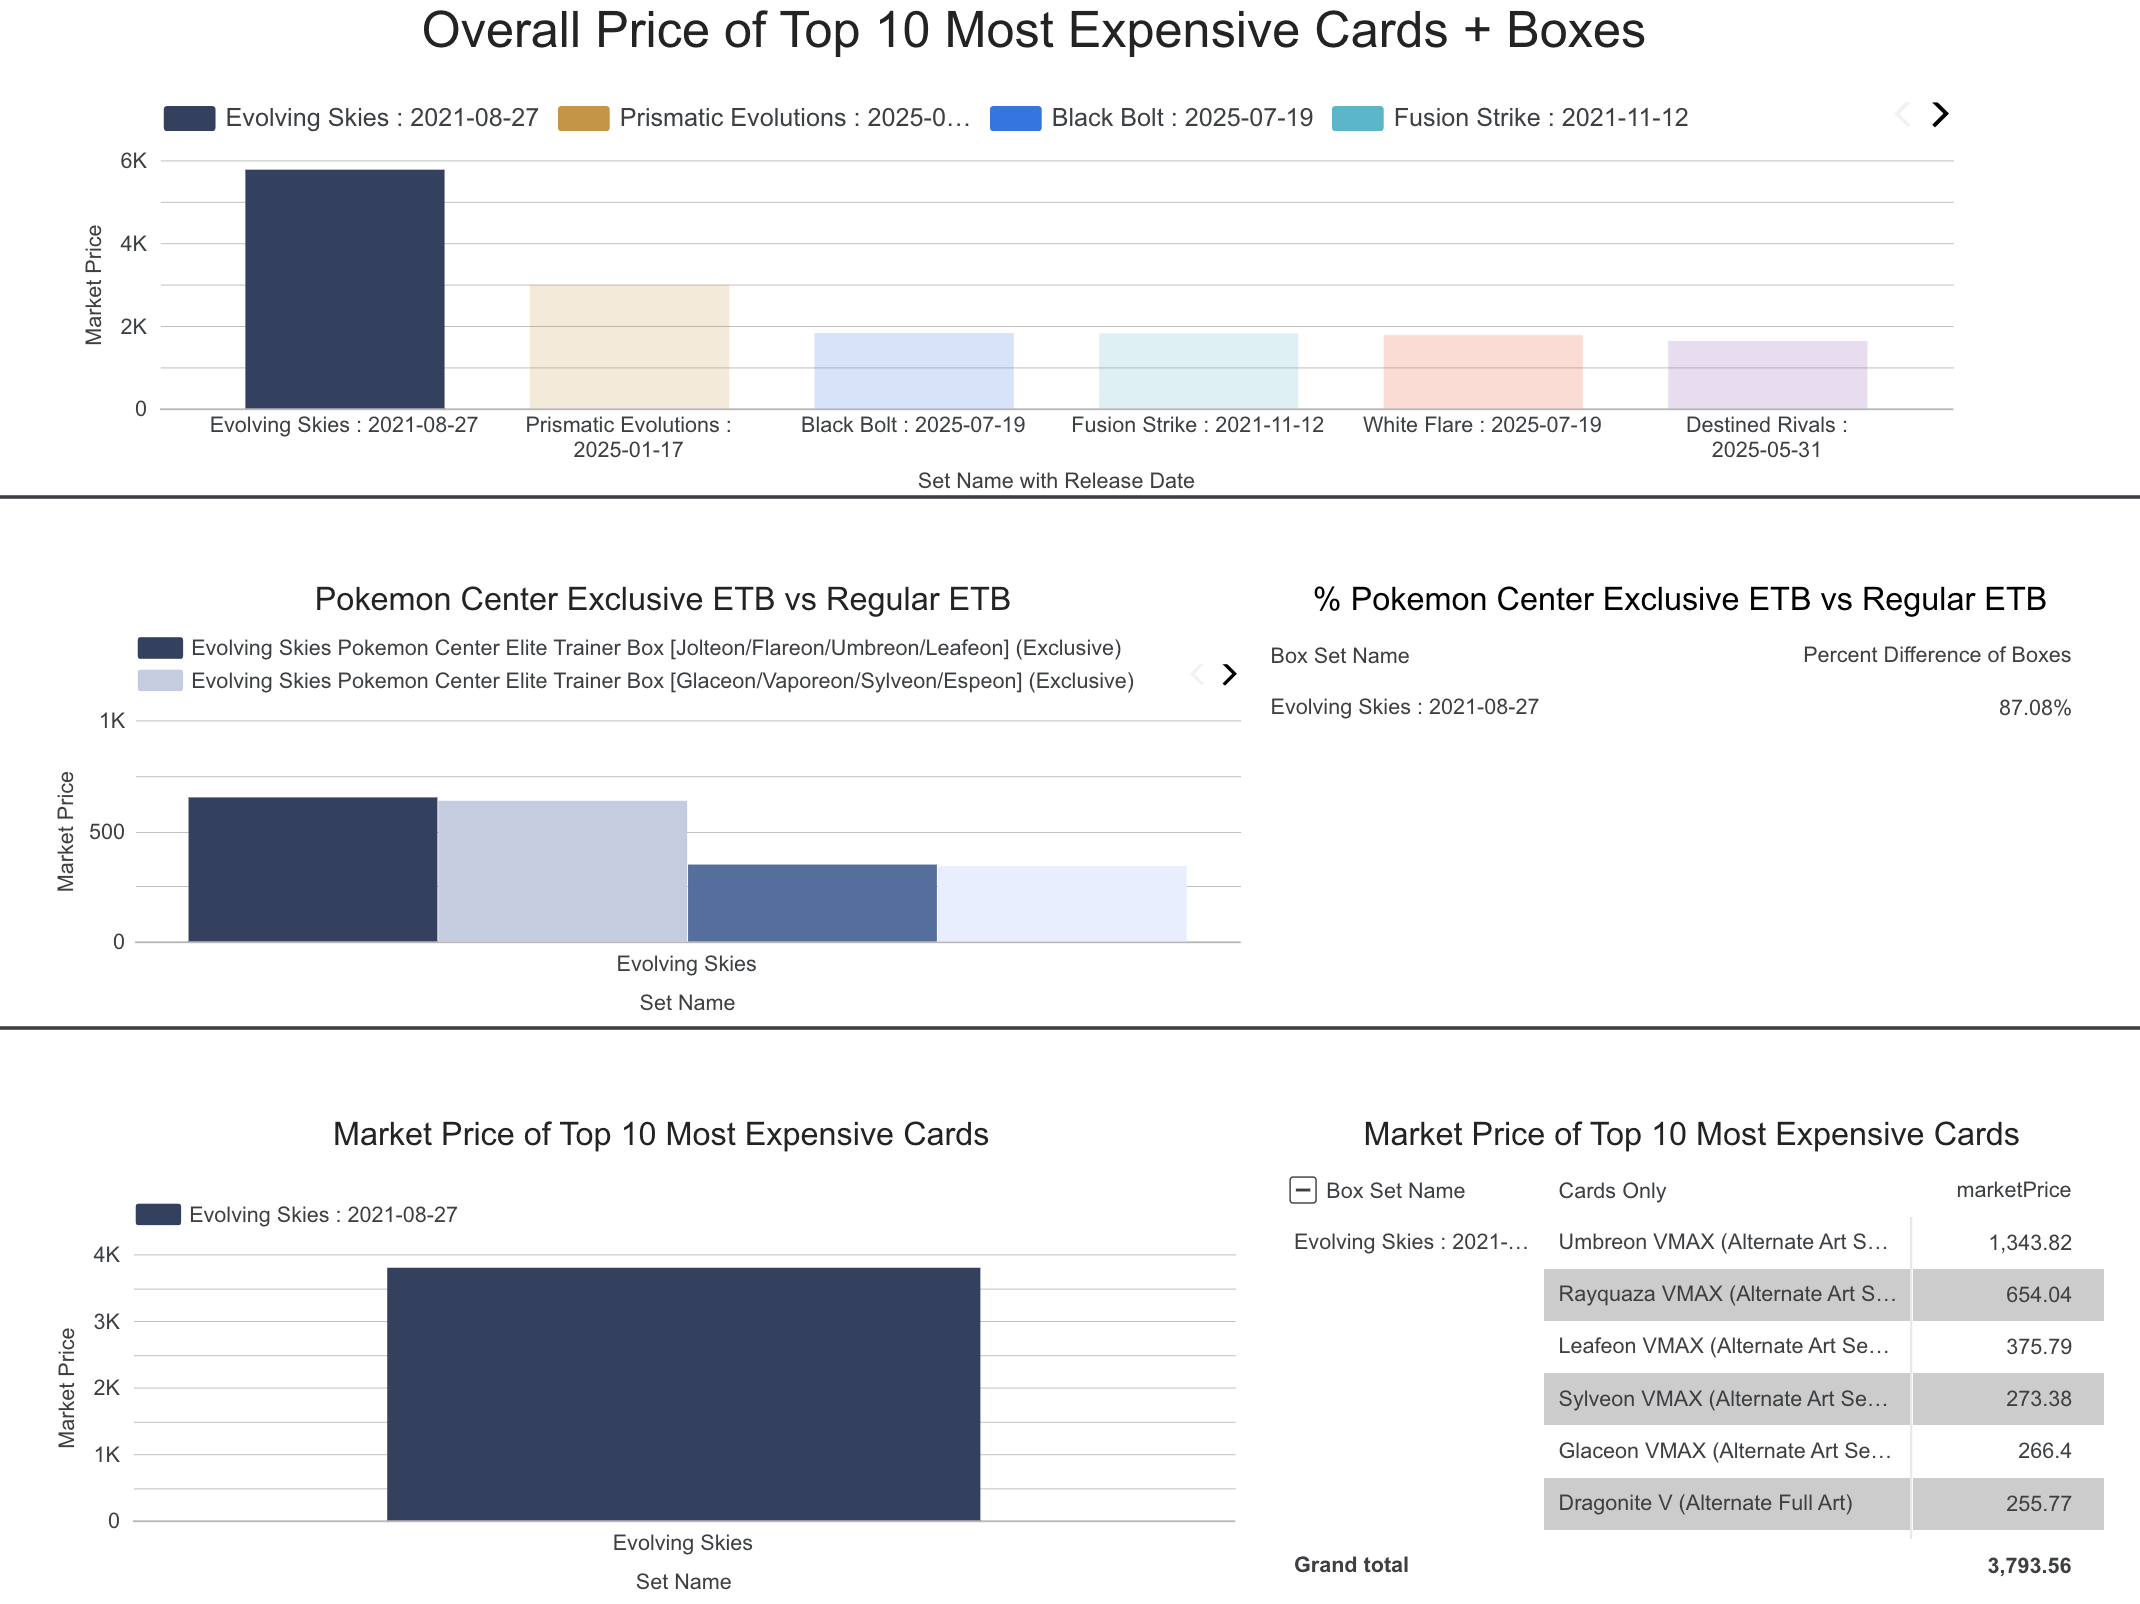 Overall Price of Top 10 Most Expensive Cards + Boxes
Evolving Skies : 2021-08-27
Prismatic Evolutions : 2025-0…
Black Bolt : 2025-07-19
Fusion Strike : 2021-11-12
Market Price
6K
4K
2K
0
Evolving Skies : 2021-08-27
Prismatic Evolutions :
2025-01-17
Black Bolt : 2025-07-19
Fusion Strike : 2021-11-12
White Flare : 2025-07-19
Destined Rivals :
2025-05-31
Set Name with Release Date
Pokemon Center Exclusive ETB vs Regular ETB
Evolving Skies Pokemon Center Elite Trainer Box [Jolteon/Flareon/Umbreon/Leafeon] (Exclusive)
Evolving Skies Pokemon Center Elite Trainer Box [Glaceon/Vaporeon/Sylveon/Espeon] (Exclusive)
Market Price
1K
500
0
Evolving Skies
Set Name
% Pokemon Center Exclusive ETB vs Regular ETB
Box Set Name
Percent Difference of Boxes
Evolving Skies : 2021-08-27
87.08%
Market Price of Top 10 Most Expensive Cards
Evolving Skies : 2021-08-27
Market Price
4K
3K
2K
1K
0
Evolving Skies
Set Name
Market Price of Top 10 Most Expensive Cards
Box Set Name
Cards Only
marketPrice
Evolving Skies : 2021-…
Umbreon VMAX (Alternate Art S…
1,343.82
Rayquaza VMAX (Alternate Art S…
654.04
Leafeon VMAX (Alternate Art Se…
375.79
Sylveon VMAX (Alternate Art Se…
273.38
Glaceon VMAX (Alternate Art Se…
266.4
Dragonite V (Alternate Full Art)
255.77
Grand total
3,793.56